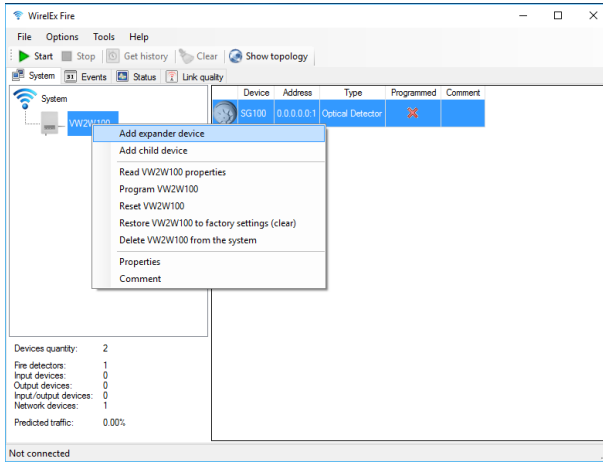 WirelEx Fire
File Options Tools Help
Start Stop Get history Clear Show topology
System Events Status Link quality
System
VW2W100
Device Address Type Programmed Comment
SG100 0.0.0.0.0:1 Optical Detector
Add expander device
Add child device
Read VW2W100 properties
Program VW2W100
Reset VW2W100
Restore VW2W100 to factory settings (clear)
Delete VW2W100 from the system
Properties
Comment
Devices quantity: 2
Fire detectors: 1
Input devices: 0
Output devices: 0
Input/output devices: 0
Network devices: 1
Predicted traffic: 0.00%
Not connected